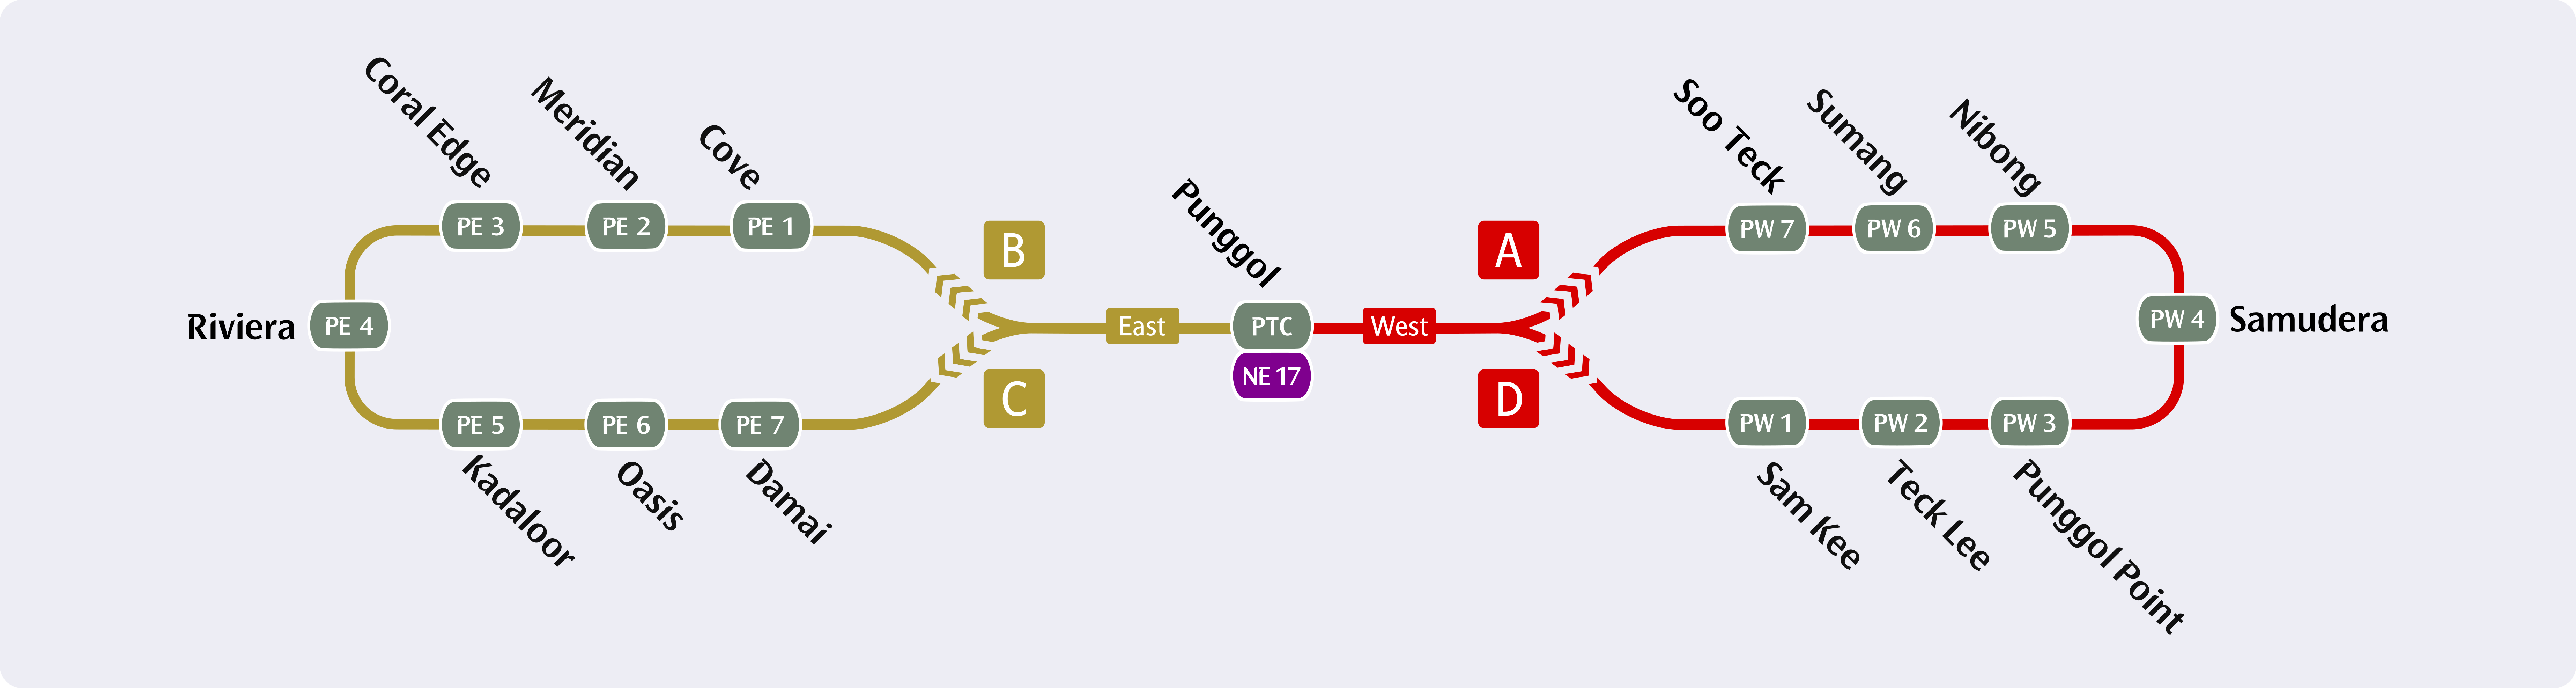 Coral Edge
Meridian
Cove
PE 3
PE 2
PE 1
B
Riviera
PE 4
East
C
PE 5
PE 6
PE 7
Kadaloor
Oasis
Damai
Punggol
PTC
NE 17
West
A
D
Soo Teck
Sumang
Nibong
PW 7
PW 6
PW 5
PW 4
Samudera
PW 1
PW 2
PW 3
Sam Kee
Teck Lee
Punggol Point